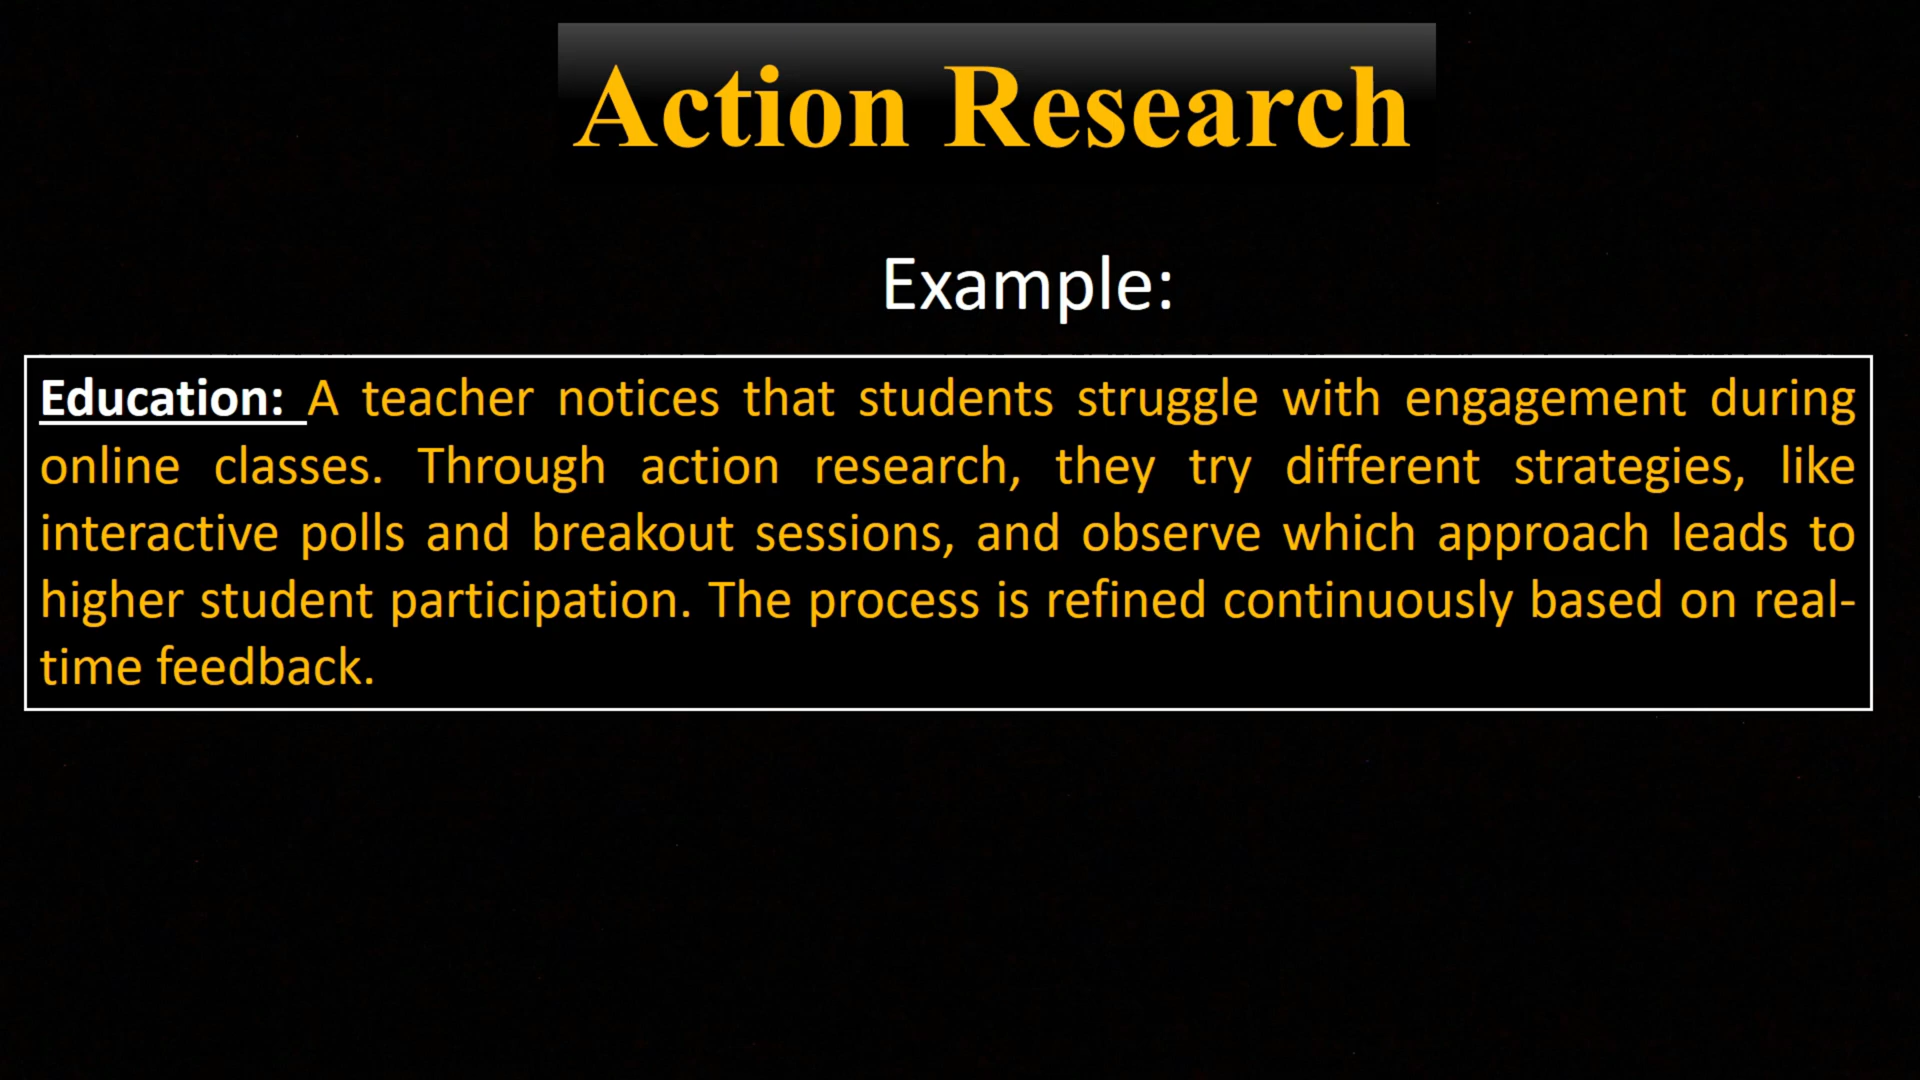 Action Research
Example:
Education: A teacher notices that students struggle with engagement during
online classes. Through action research, they try different strategies, like
interactive polls and breakout sessions, and observe which approach leads to
higher student participation. The process is refined continuously based on real-
time feedback.